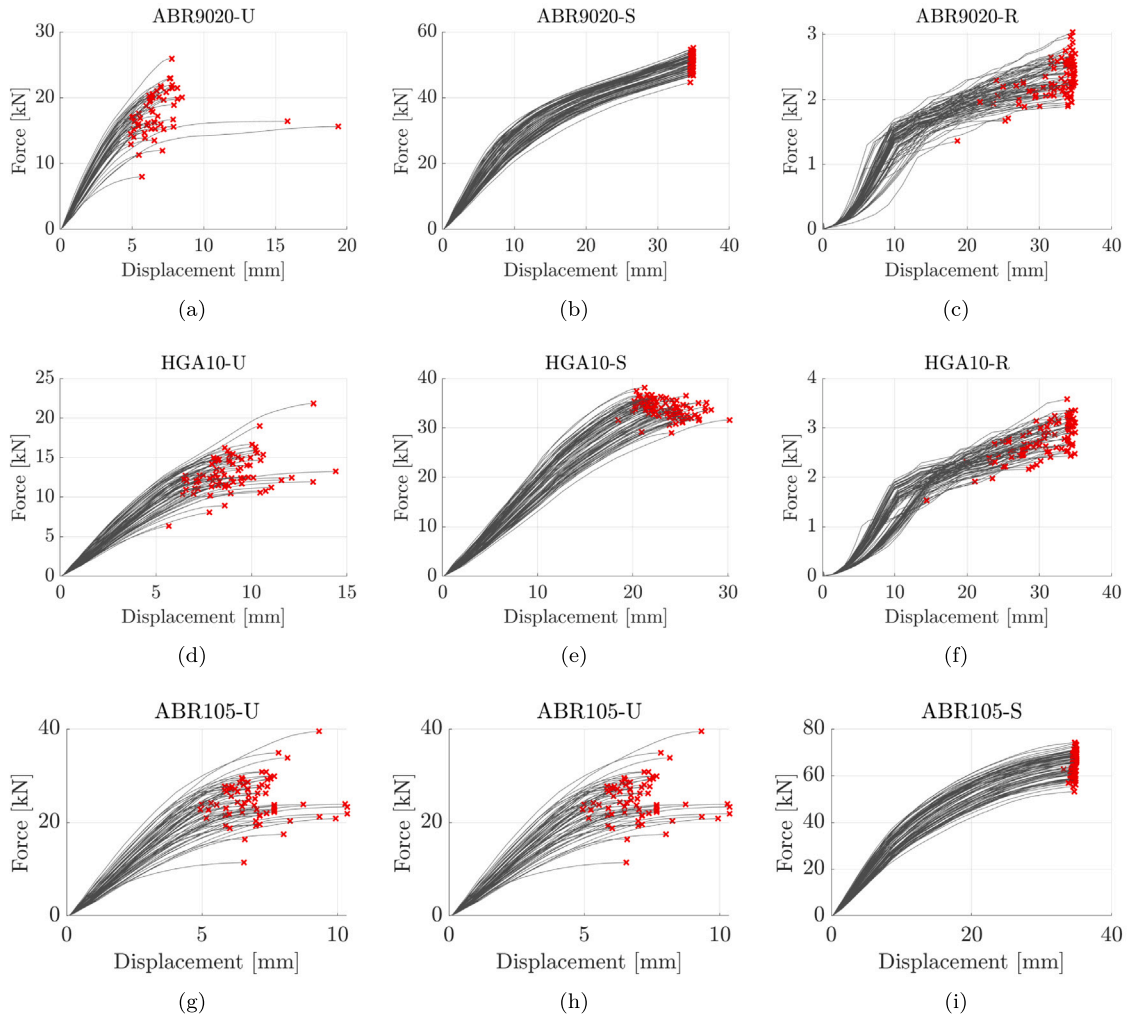 ABR9020-U
ABR9020-S
ABR9020-R
30
20
10
0
Force [kN]
0 5 10 15 20
Displacement [mm]
(a)
60
40
20
0
Force [kN]
0 10 20 30 40
Displacement [mm]
(b)
3
2
1
0
Force [kN]
0 10 20 30 40
Displacement [mm]
(c)
HGA10-U
HGA10-S
HGA10-R
25
20
15
10
5
0
Force [kN]
0 5 10 15
Displacement [mm]
(d)
40
30
20
10
0
Force [kN]
0 10 20 30
Displacement [mm]
(e)
4
3
2
1
0
Force [kN]
0 10 20 30 40
Displacement [mm]
(f)
ABR105-U
ABR105-U
ABR105-S
40
20
0
Force [kN]
0 5 10
Displacement [mm]
(g)
40
20
0
Force [kN]
0 5 10
Displacement [mm]
(h)
80
60
40
20
0
Force [kN]
0 20 40
Displacement [mm]
(i)